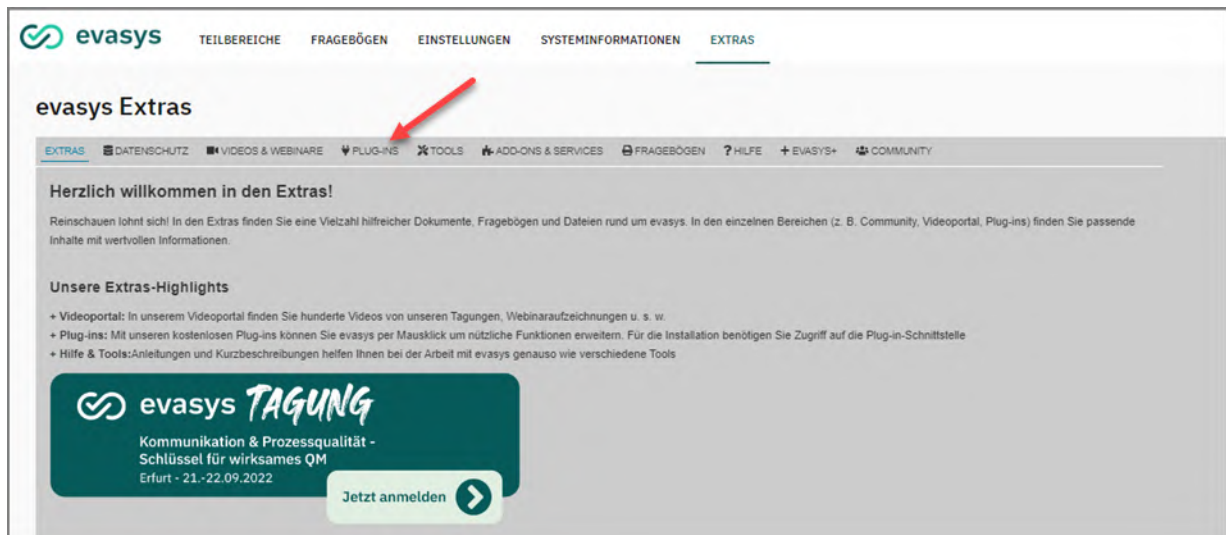 evasys TEILBEREICHE FRAGEBÖGEN EINSTELLUNGEN SYSTEMINFORMATIONEN EXTRAS
evasys Extras
EXTRAS DATENSCHUTZ VIDEOS & WEBINARE PLUG-INS TOOLS ADD-ONS & SERVICES FRAGEBÖGEN ? HILFE + EVASYS+ COMMUNITY
Herzlich willkommen in den Extras!
Reinschauen lohnt sich! In den Extras finden Sie eine Vielzahl hilfreicher Dokumente, Fragebögen und Dateien rund um evasys. In den einzelnen Bereichen (z. B. Community, Videoportal, Plug-ins) finden Sie passende
Inhalte mit wertvollen Informationen.
Unsere Extras-Highlights
+ Videoportal: In unserem Videoportal finden Sie hunderte Videos von unseren Tagungen, Webinaraufzeichnungen u. s. w.
+ Plug-ins: Mit unseren kostenlosen Plug-ins können Sie evasys per Mausklick um nützliche Funktionen erweitern. Für die Installation benötigen Sie Zugriff auf die Plug-in-Schnittstelle
+ Hilfe & Tools:Anleitungen und Kurzbeschreibungen helfen Ihnen bei der Arbeit mit evasys genauso wie verschiedene Tools
evasys TAGUNG
Kommunikation & Prozessqualität -
Schlüssel für wirksames QM
Erfurt - 21.-22.09.2022
Jetzt anmelden